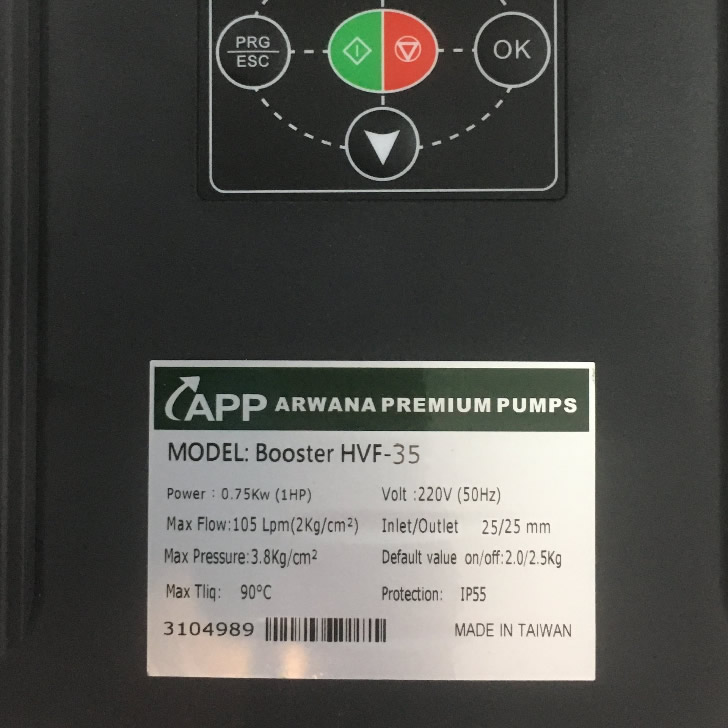 PRG
ESC
OK
APP ARWANA PREMIUM PUMPS
MODEL: Booster HVF-35
Power : 0.75Kw (1HP) Volt :220V (50Hz)
Max Flow:105 Lpm(2Kg/cm²) Inlet/Outlet 25/25 mm
Max Pressure:3.8Kg/cm² Default value on/off:2.0/2.5Kg
Max Tliq: 90°C Protection: IP55
3104989 MADE IN TAIWAN